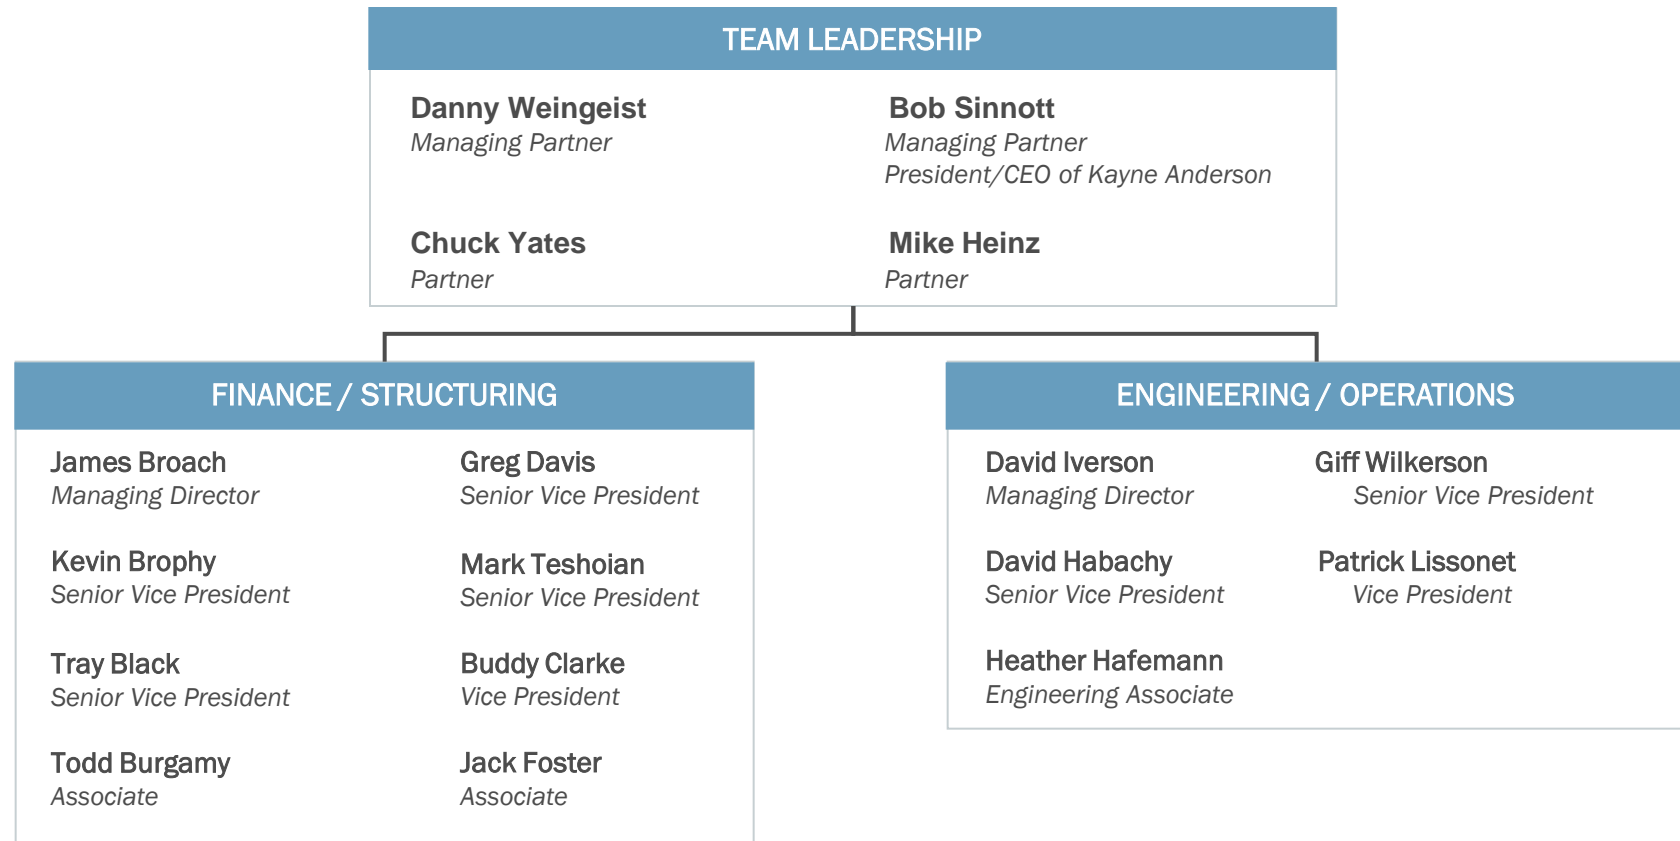 TEAM LEADERSHIP
Danny Weingeist
Managing Partner
Bob Sinnott
Managing Partner
President/CEO of Kayne Anderson
Chuck Yates
Partner
Mike Heinz
Partner
FINANCE / STRUCTURING
James Broach
Managing Director
Greg Davis
Senior Vice President
Kevin Brophy
Senior Vice President
Mark Teshoian
Senior Vice President
Tray Black
Senior Vice President
Buddy Clarke
Vice President
Todd Burgamy
Associate
Jack Foster
Associate
ENGINEERING / OPERATIONS
David Iverson
Managing Director
Giff Wilkerson
Senior Vice President
David Habachy
Senior Vice President
Patrick Lissonet
Vice President
Heather Hafemann
Engineering Associate